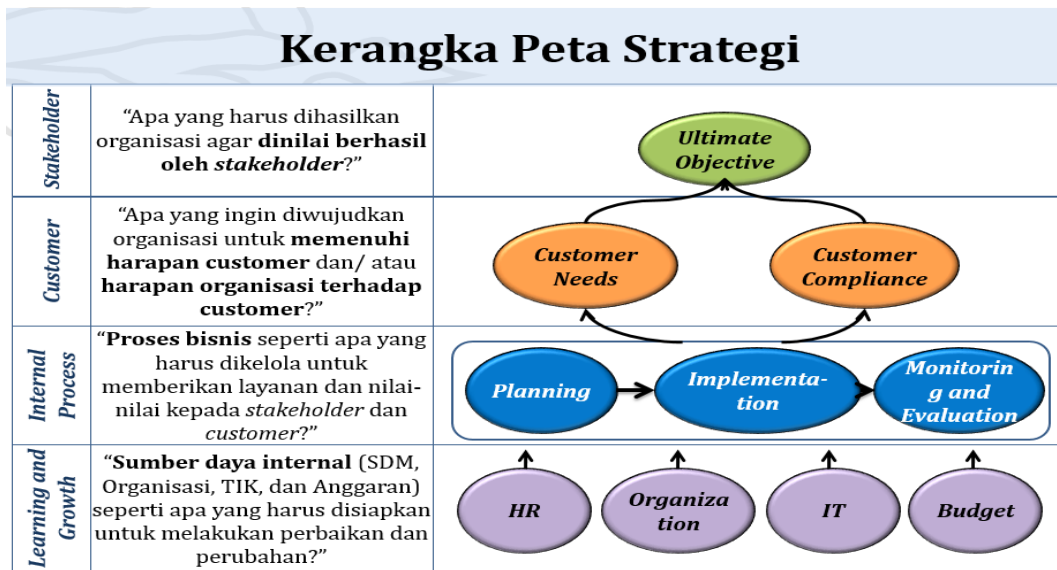 Kerangka Peta Strategi
Stakeholder
“Apa yang harus dihasilkan
organisasi agar dinilai berhasil
oleh stakeholder?”
Ultimate
Objective
Customer
“Apa yang ingin diwujudkan
organisasi untuk memenuhi
harapan customer dan/ atau
harapan organisasi terhadap
customer?”
Customer
Needs
Customer
Compliance
Internal
Process
“Proses bisnis seperti apa yang
harus dikelola untuk
memberikan layanan dan nilai-
nilai kepada stakeholder dan
customer?”
Planning
Implementa-
tion
Monitorin
g and
Evaluation
Learning and
Growth
“Sumber daya internal (SDM,
Organisasi, TIK, dan Anggaran)
seperti apa yang harus disiapkan
untuk melakukan perbaikan dan
perubahan?”
HR
Organiza
tion
IT
Budget